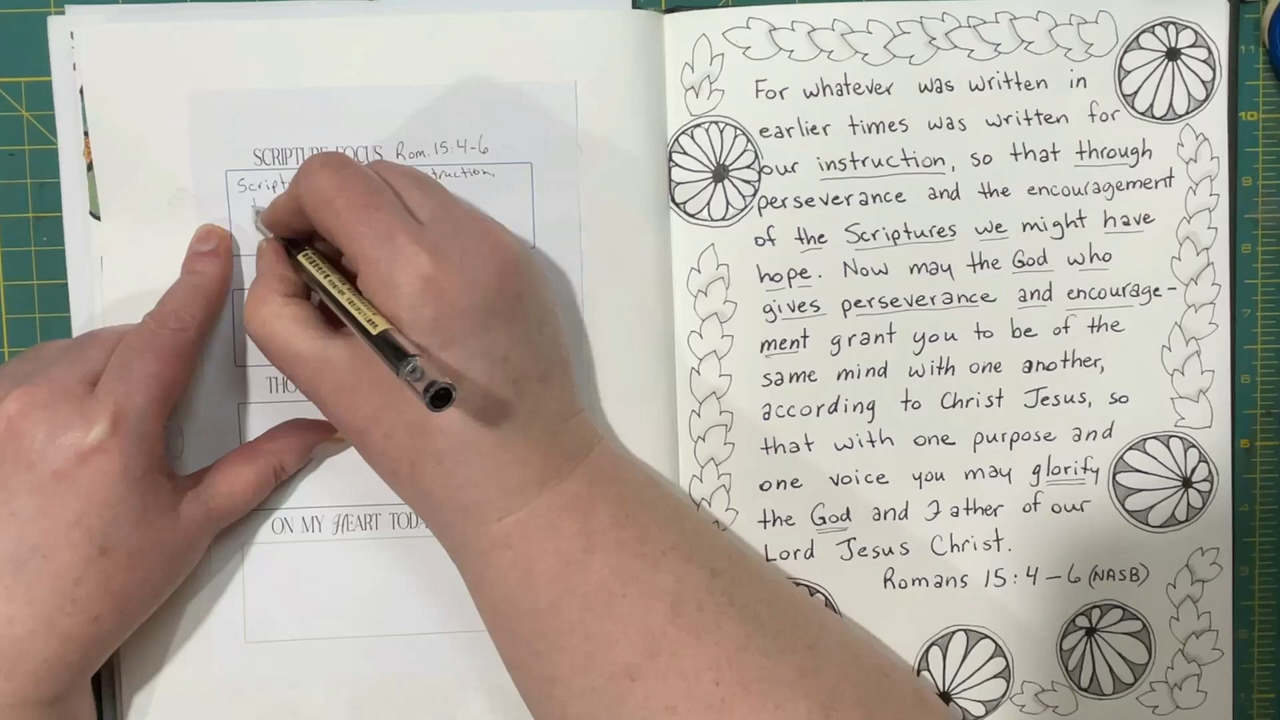 SCRIPTURE FOCUS Rom. 15:4-6
THO
ON MY HEART TODA
For whatever was written in
earlier times was written for
our instruction, so that through
perseverance and the encouragement
of the Scriptures we might have
hope. Now may the God who
gives perseverance and encourage-
ment grant you to be of the
same mind with one another,
according to Christ Jesus, so
that with one purpose and
one voice you may glorify
the God and Father of our
Lord Jesus Christ.
Romans 15:4-6 (NASB)